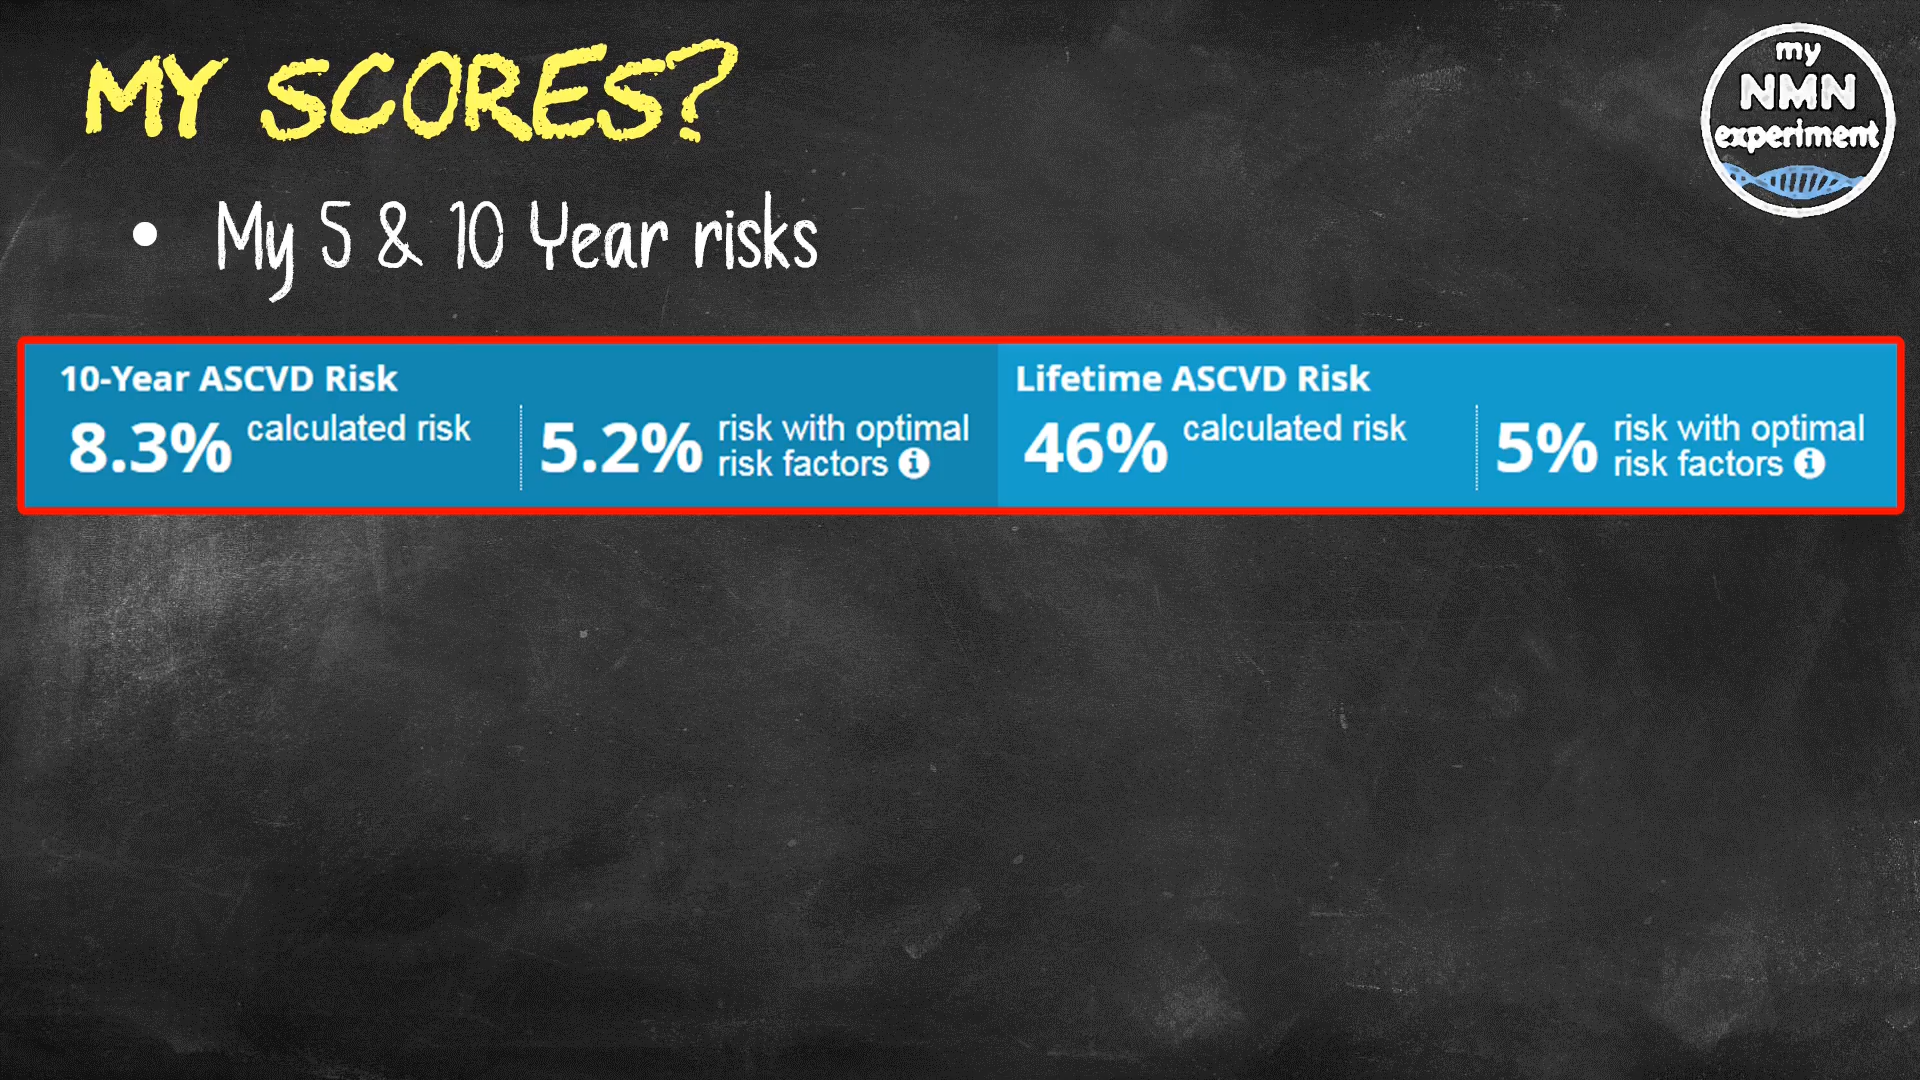 MY SCORES?
my
NMN
experiment
• My 5 & 10 Year risks
10-Year ASCVD Risk
8.3% calculated risk
5.2% risk with optimal
risk factors
Lifetime ASCVD Risk
46% calculated risk
5% risk with optimal
risk factors